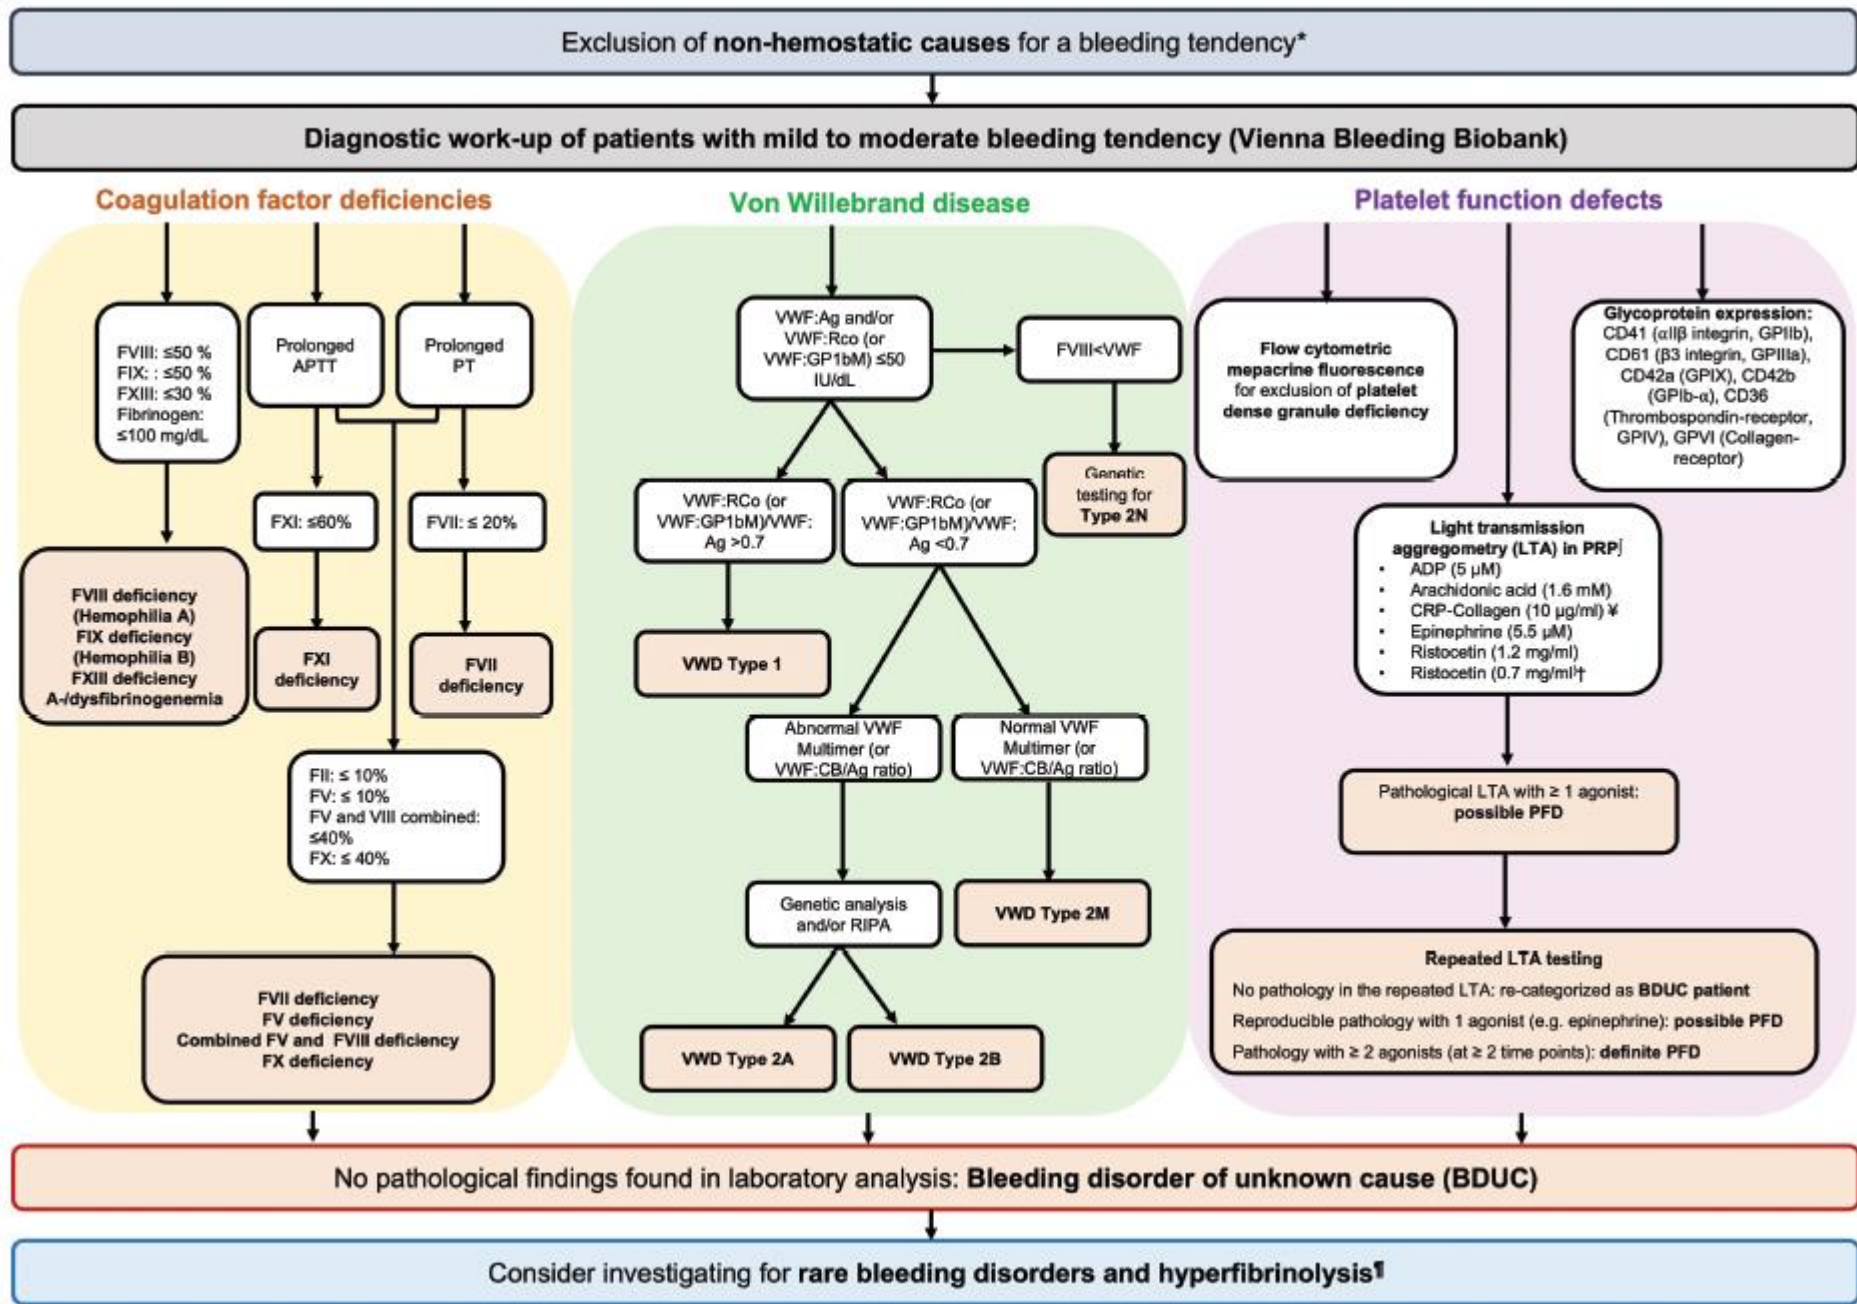 Exclusion of non-hemostatic causes for a bleeding tendency*
Diagnostic work-up of patients with mild to moderate bleeding tendency (Vienna Bleeding Biobank)
Coagulation factor deficiencies
FVIII: ≤50 %
FIX: : ≤50 %
FXIII: ≤30 %
Fibrinogen:
≤100 mg/dL
Prolonged
APTT
Prolonged
PT
FXI: ≤60%
FVII: ≤ 20%
FVIII deficiency
(Hemophilia A)
FIX deficiency
(Hemophilia B)
FXIII deficiency
A-/dysfibrinogenemia
FXI
deficiency
FVII
deficiency
FII: ≤ 10%
FV: ≤ 10%
FV and VIII combined:
≤40%
FX: ≤ 40%
FVII deficiency
FV deficiency
Combined FV and FVIII deficiency
FX deficiency
Von Willebrand disease
VWF:Ag and/or
VWF:Rco (or
VWF:GP1bM) ≤50
IU/dL
FVIII<VWF
Genetic
testing for
Type 2N
VWF:RCo (or
VWF:GP1bM)/VWF:
Ag >0.7
VWF:RCo (or
VWF:GP1bM)/VWF:
Ag <0.7
VWD Type 1
Abnormal VWF
Multimer (or
VWF:CB/Ag ratio)
Normal VWF
Multimer (or
VWF:CB/Ag ratio)
Genetic analysis
and/or RIPA
VWD Type 2M
VWD Type 2A
VWD Type 2B
Platelet function defects
Flow cytometric
mepacrine fluorescence
for exclusion of platelet
dense granule deficiency
Glycoprotein expression:
CD41 (αIIβ integrin, GPIIb),
CD61 (β3 integrin, GPIIIa),
CD42a (GPIX), CD42b
(GPIb-α), CD36
(Thrombospondin-receptor,
GPIV), GPVI (Collagen-
receptor)
Light transmission
aggregometry (LTA) in PRP∫
• ADP (5 µM)
• Arachidonic acid (1.6 mM)
• CRP-Collagen (10 µg/ml) ¥
• Epinephrine (5.5 µM)
• Ristocetin (1.2 mg/ml)
• Ristocetin (0.7 mg/ml)†
Pathological LTA with ≥ 1 agonist:
possible PFD
Repeated LTA testing
No pathology in the repeated LTA: re-categorized as BDUC patient
Reproducible pathology with 1 agonist (e.g. epinephrine): possible PFD
Pathology with ≥ 2 agonists (at ≥ 2 time points): definite PFD
No pathological findings found in laboratory analysis: Bleeding disorder of unknown cause (BDUC)
Consider investigating for rare bleeding disorders and hyperfibrinolysis¶